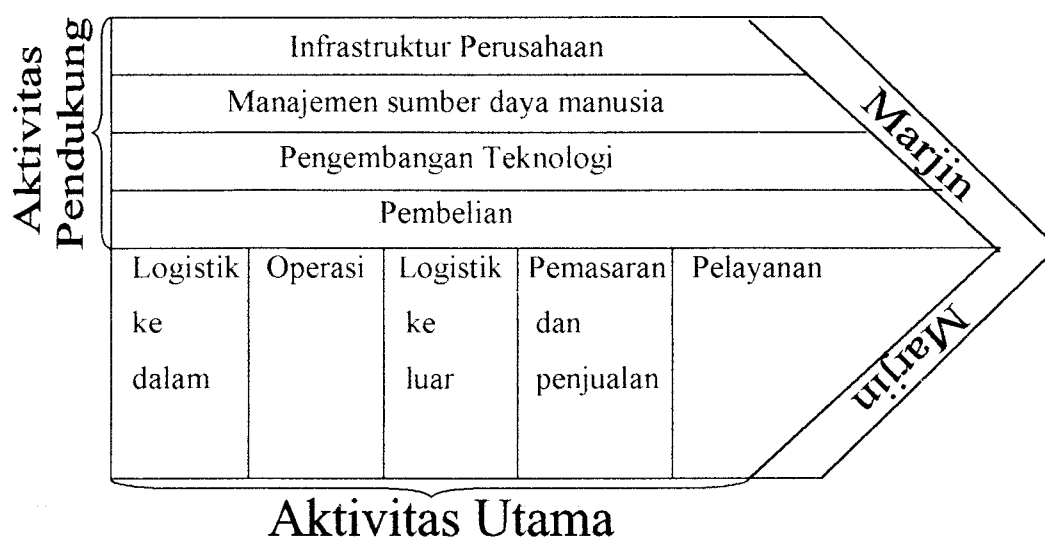 Aktivitas
Pendukung
Infrastruktur Perusahaan
Manajemen sumber daya manusia
Pengembangan Teknologi
Pembelian
Marjin
Logistik
ke
dalam
Operasi
Logistik
ke
luar
Pemasaran
dan
penjualan
Pelayanan
Marjin
Aktivitas Utama